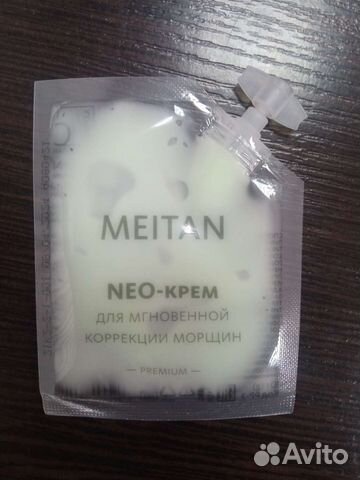 MEITAN
NEO-КРЕМ
ДЛЯ МГНОВЕННОЙ
КОРРЕКЦИИ МОРЩИН
— PREMIUM —
Avito